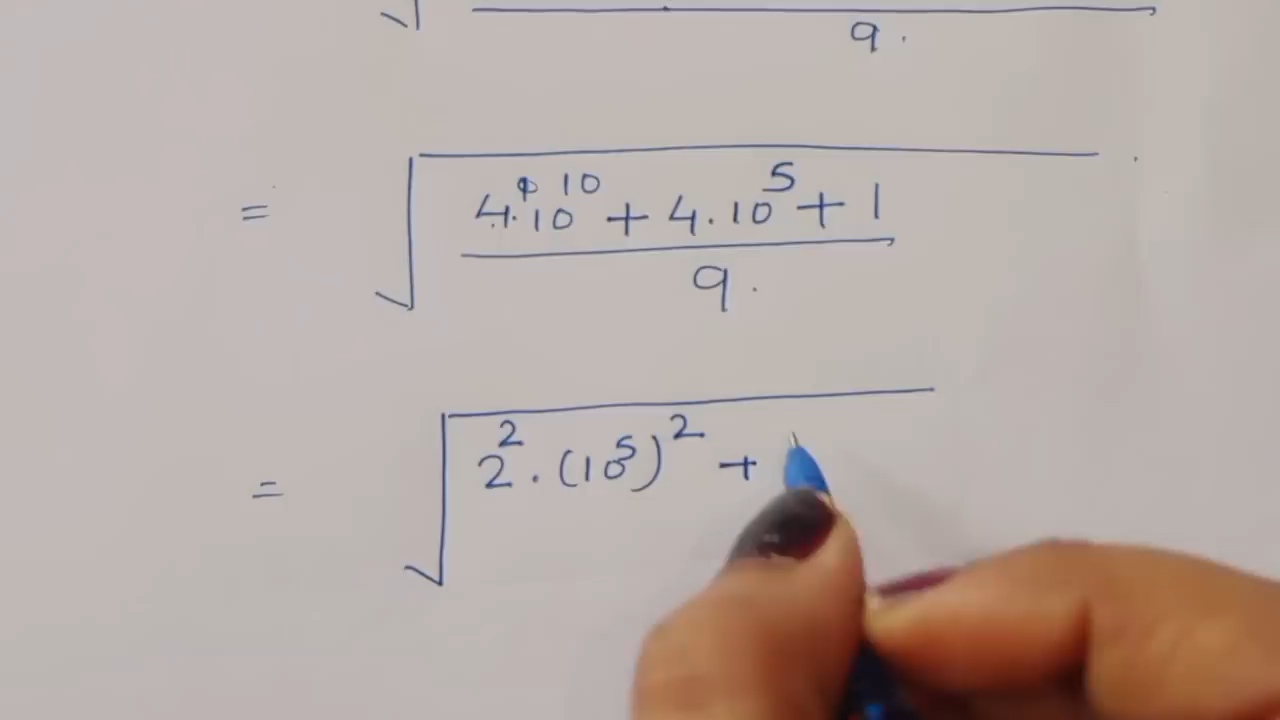 √ 9.
= √ 4.10^10 + 4.10^5 + 1
9.
= √ 2^2 . (10^5)^2 +